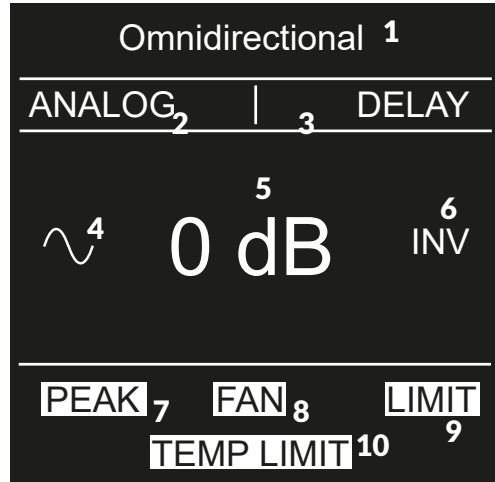 Omnidirectional 1
ANALOG 2 | 3 DELAY
5
4 0 dB 6 INV
PEAK 7 FAN 8 LIMIT 9
TEMP LIMIT 10